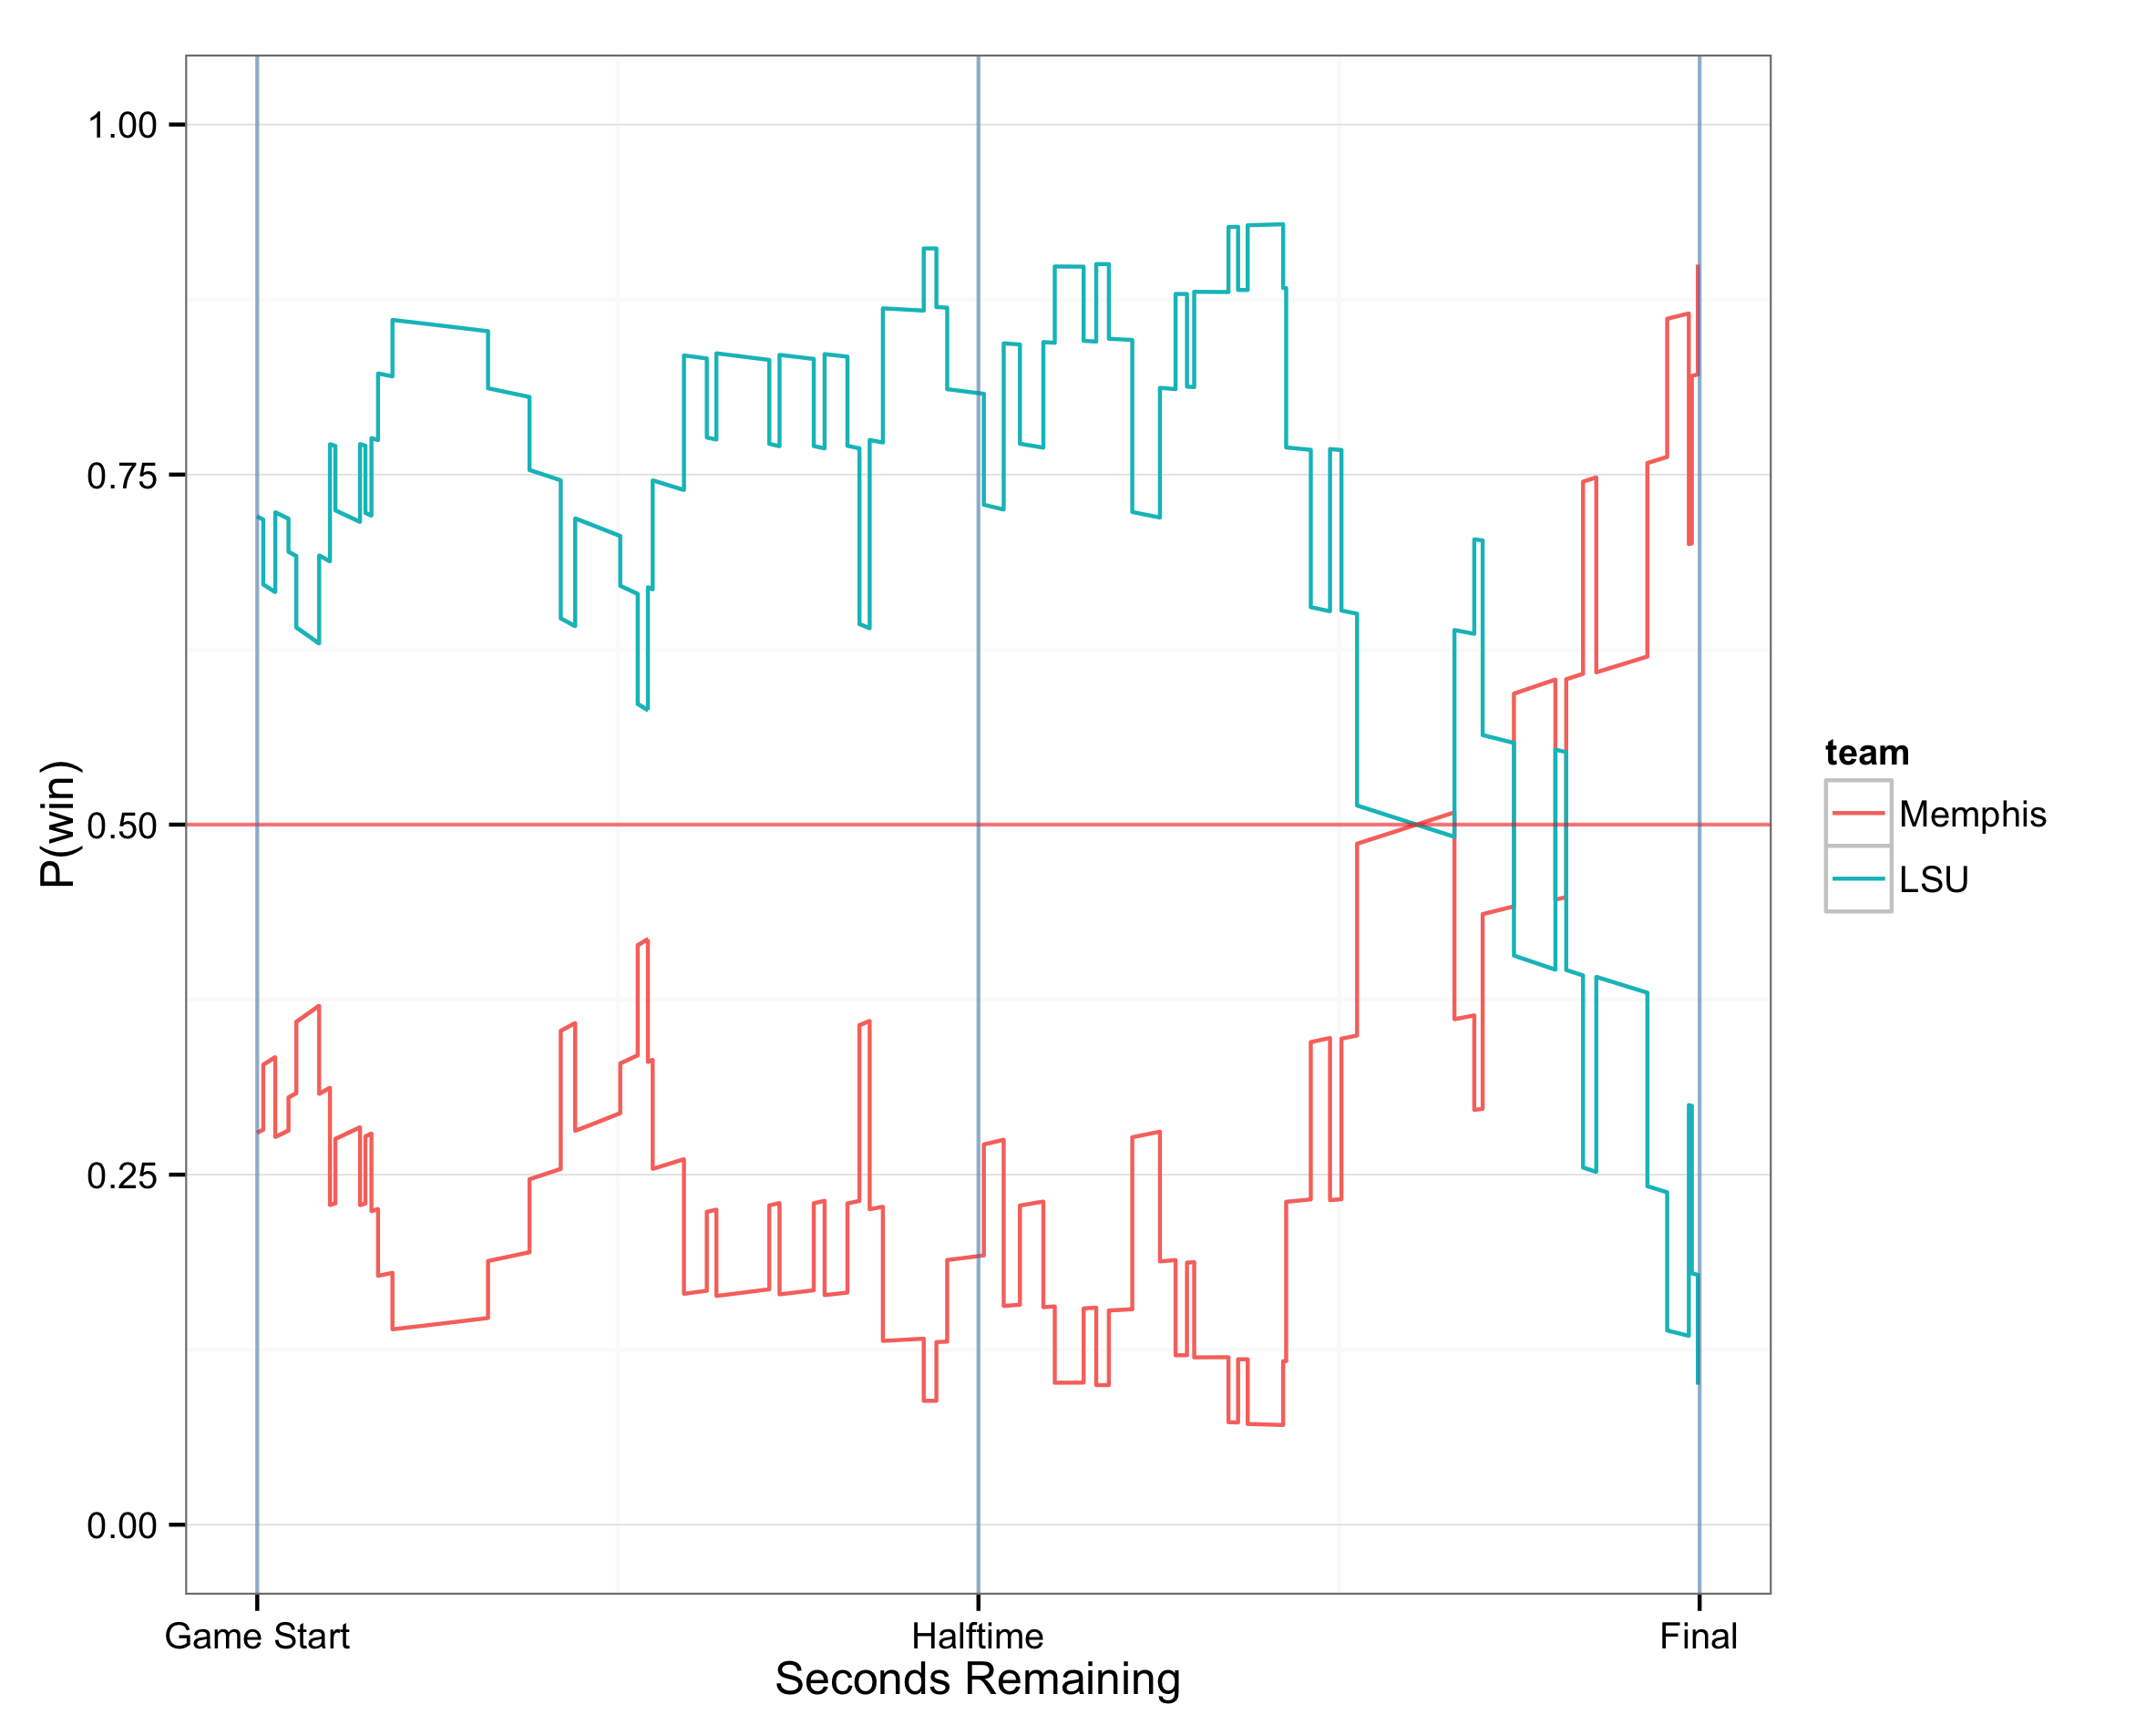 1.00
0.75
0.50
0.25
0.00
P(win)
Game Start
Halftime
Final
Seconds Remaining
team
Memphis
LSU